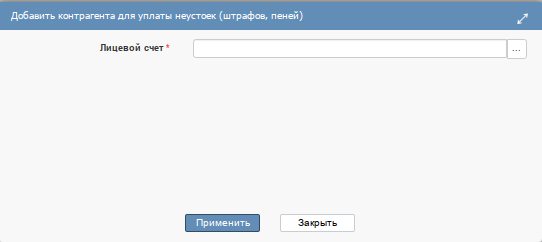 Добавить контрагента для уплаты неустоек (штрафов, пеней)
Лицевой счет *
...
Применить
Закрыть